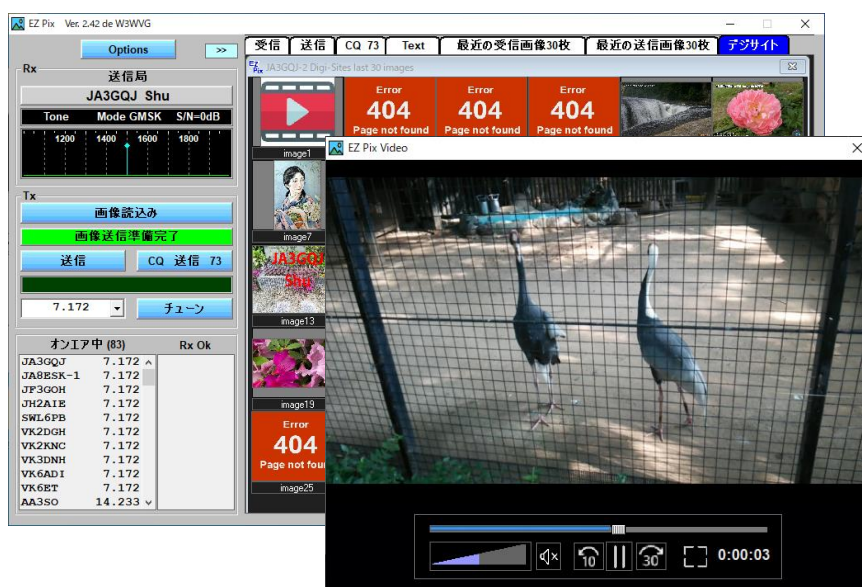 EZ Pix Ver. 2.42 de W3WVG
Options
>>
受信
送信
CQ 73
Text
最近の受信画像30枚
最近の送信画像30枚
デジサイト
Rx
送信局
JA3GQJ Shu
Tone
Mode GMSK
S/N=0dB
1200
1400
1600
1800
Tx
画像読込み
画像送信準備完了
送信
CQ 送信 73
7.172
チューン
オンエア中 (83)
Rx Ok
JA3GQJ 7.172
JA8ESK-1 7.172
JF3GOH 7.172
JH2AIE 7.172
SWL6PB 7.172
VK2DGH 7.172
VK2KNC 7.172
VK3DNH 7.172
VK6ADI 7.172
VK6ET 7.172
AA3SO 14.233
EZ Pix
JA3GQJ-2 Digi-Sites last 30 images
Error
404
Page not found
Error
404
Page not found
Error
404
Page not found
image1
image7
JA3GQJ
Shu
image13
image19
Error
404
Page not fou
image25
EZ Pix Video
10
30
0:00:03